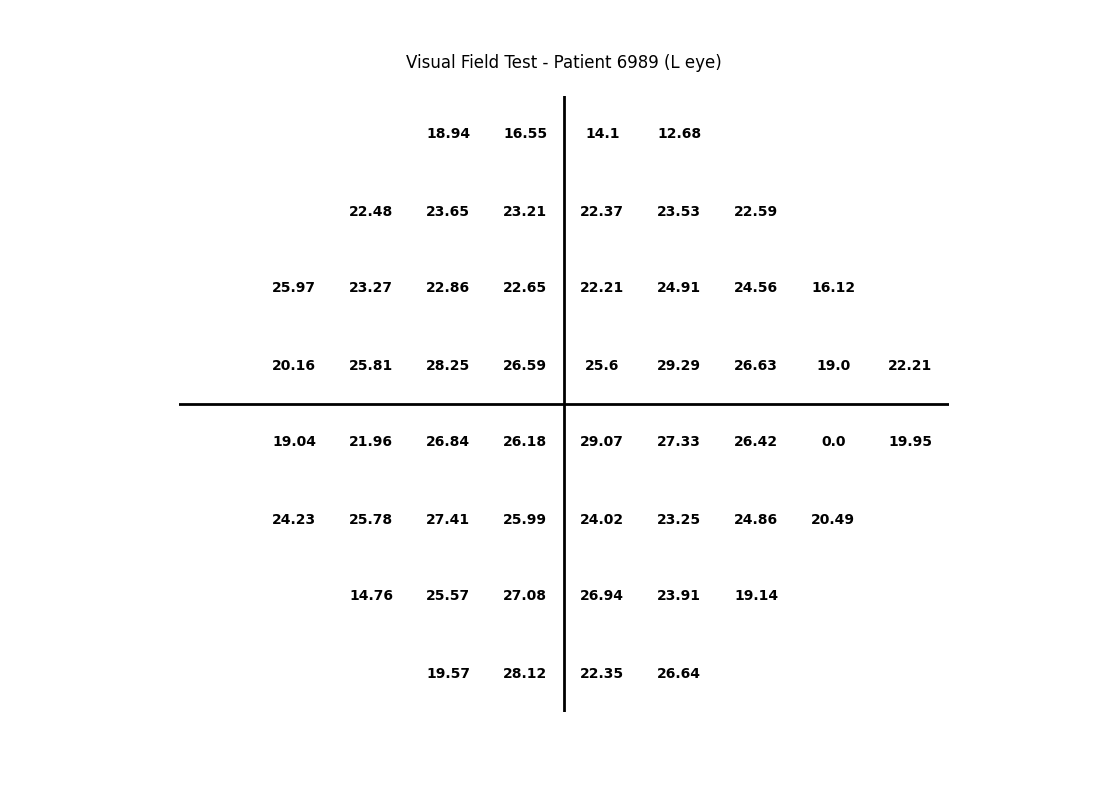 Visual Field Test - Patient 6989 (L eye)
18.94 16.55 14.1 12.68
22.48 23.65 23.21 22.37 23.53 22.59
25.97 23.27 22.86 22.65 22.21 24.91 24.56 16.12
20.16 25.81 28.25 26.59 25.6 29.29 26.63 19.0 22.21
19.04 21.96 26.84 26.18 29.07 27.33 26.42 0.0 19.95
24.23 25.78 27.41 25.99 24.02 23.25 24.86 20.49
14.76 25.57 27.08 26.94 23.91 19.14
19.57 28.12 22.35 26.64